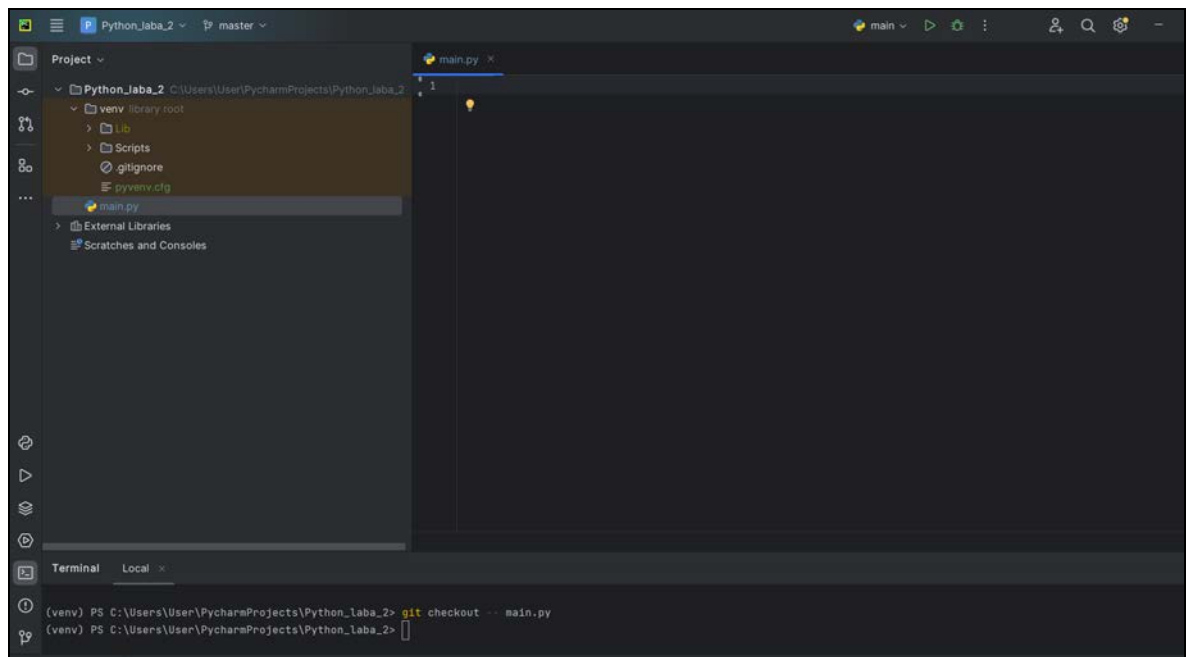 P Python_laba_2 master main
Project
main.py
Python_laba_2 C:\Users\User\PycharmProjects\Python_laba_2
1
venv library root
Lib
Scripts
.gitignore
pyvenv.cfg
main.py
External Libraries
Scratches and Consoles
Terminal Local
(venv) PS C:\Users\User\PycharmProjects\Python_laba_2> git checkout -- main.py
(venv) PS C:\Users\User\PycharmProjects\Python_laba_2>